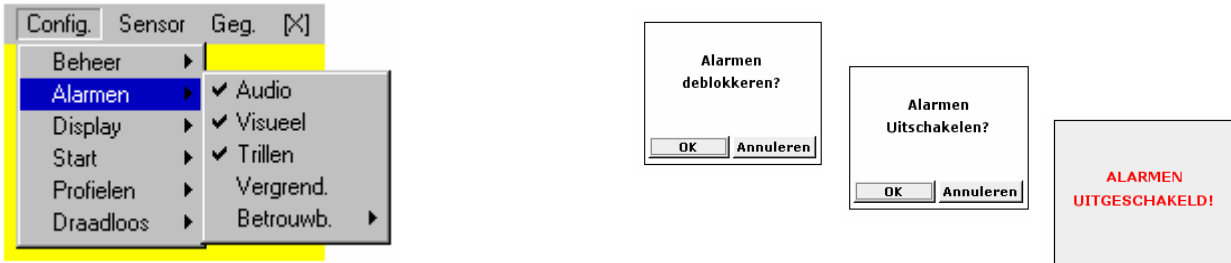 Config. Sensor Geg. [X]
Beheer
Alarmen
Display
Start
Profielen
Draadloos
Audio
Visueel
Trillen
Vergrend.
Betrouwb.
Alarmen
deblokkeren?
OK Annuleren
Alarmen
Uitschakelen?
OK Annuleren
ALARMEN
UITGESCHAKELD!